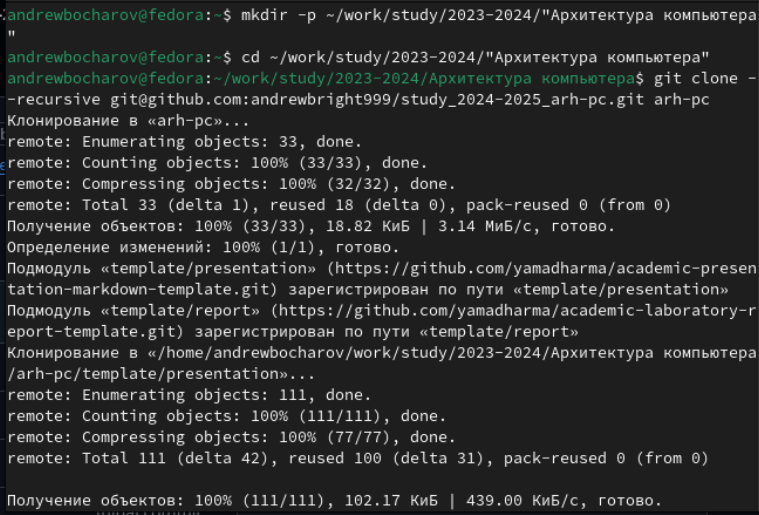 andrewbocharov@fedora:~$ mkdir -p ~/work/study/2023-2024/"Архитектура компьютера
"
andrewbocharov@fedora:~$ cd ~/work/study/2023-2024/"Архитектура компьютера"
andrewbocharov@fedora:~/work/study/2023-2024/Архитектура компьютера$ git clone -
-recursive git@github.com:andrewbright999/study_2024-2025_arh-pc.git arh-pc
Клонирование в «arh-pc»...
remote: Enumerating objects: 33, done.
remote: Counting objects: 100% (33/33), done.
remote: Compressing objects: 100% (32/32), done.
remote: Total 33 (delta 1), reused 18 (delta 0), pack-reused 0 (from 0)
Получение объектов: 100% (33/33), 18.82 КиБ | 3.14 МиБ/с, готово.
Определение изменений: 100% (1/1), готово.
Подмодуль «template/presentation» (https://github.com/yamadharma/academic-presen
tation-markdown-template.git) зарегистрирован по пути «template/presentation»
Подмодуль «template/report» (https://github.com/yamadharma/academic-laboratory-r
eport-template.git) зарегистрирован по пути «template/report»
Клонирование в «/home/andrewbocharov/work/study/2023-2024/Архитектура компьютера
/arh-pc/template/presentation»...
remote: Enumerating objects: 111, done.
remote: Counting objects: 100% (111/111), done.
remote: Compressing objects: 100% (77/77), done.
remote: Total 111 (delta 42), reused 100 (delta 31), pack-reused 0 (from 0)
Получение объектов: 100% (111/111), 102.17 КиБ | 439.00 КиБ/с, готово.